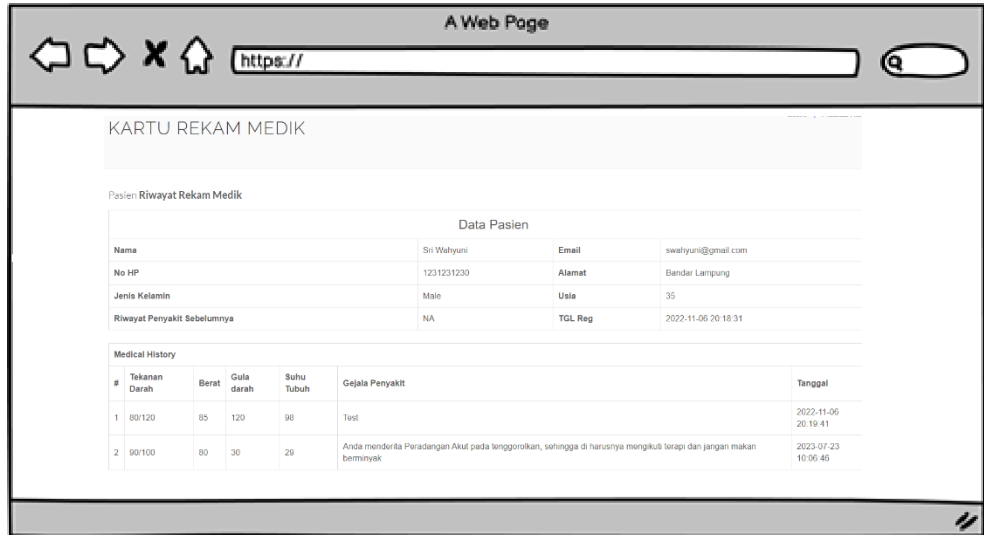 A Web Page
https://
KARTU REKAM MEDIK
Pasien Riwayat Rekam Medik
Data Pasien
Nama Sri Wahyuni Email swahyuni@gmail.com
No HP 1231231230 Alamat Bandar Lampung
Jenis Kelamin Male Usia 35
Riwayat Penyakit Sebelumnya NA TGL Reg 2022-11-06 20:18:31
Medical History
# Tekanan Darah Berat Gula darah Suhu Tubuh Gejala Penyakit Tanggal
1 80/120 85 120 98 Test 2022-11-06 20:19:41
2 90/100 80 30 29 Anda menderita Peradangan Akut pada tenggorolkan, sehingga di harusnya mengikuti terapi dan jangan makan berminyak 2023-07-23 10:06:46